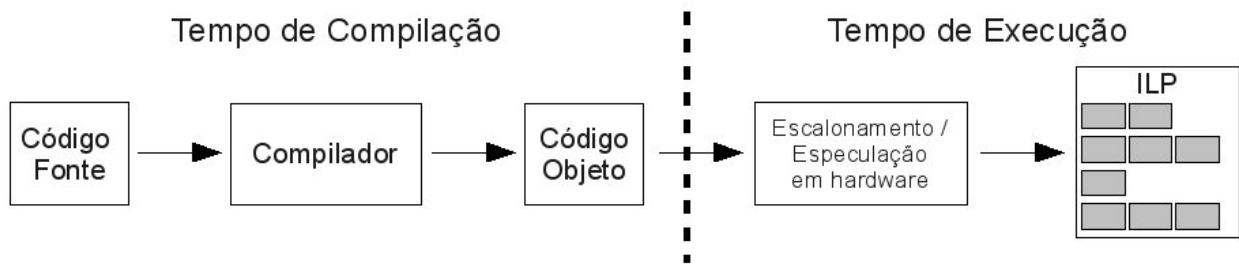 Tempo de Compilação
Tempo de Execução
Código
Fonte
Compilador
Código
Objeto
Escalonamento /
Especulação
em hardware
ILP